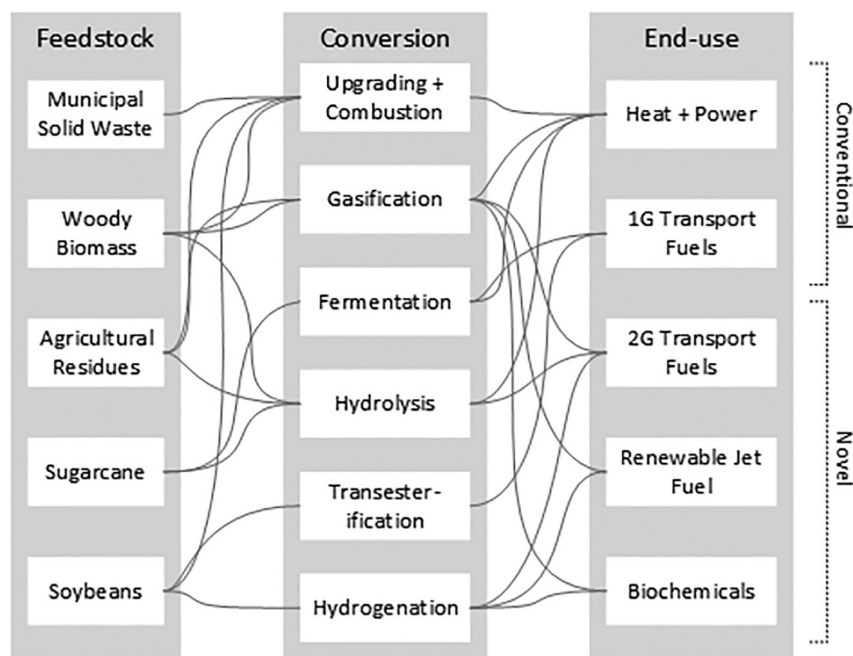 Feedstock
Municipal
Solid Waste
Woody
Biomass
Agricultural
Residues
Sugarcane
Soybeans
Conversion
Upgrading +
Combustion
Gasification
Fermentation
Hydrolysis
Transester-
ification
Hydrogenation
End-use
Heat + Power
1G Transport
Fuels
2G Transport
Fuels
Renewable Jet
Fuel
Biochemicals
Conventional
Novel